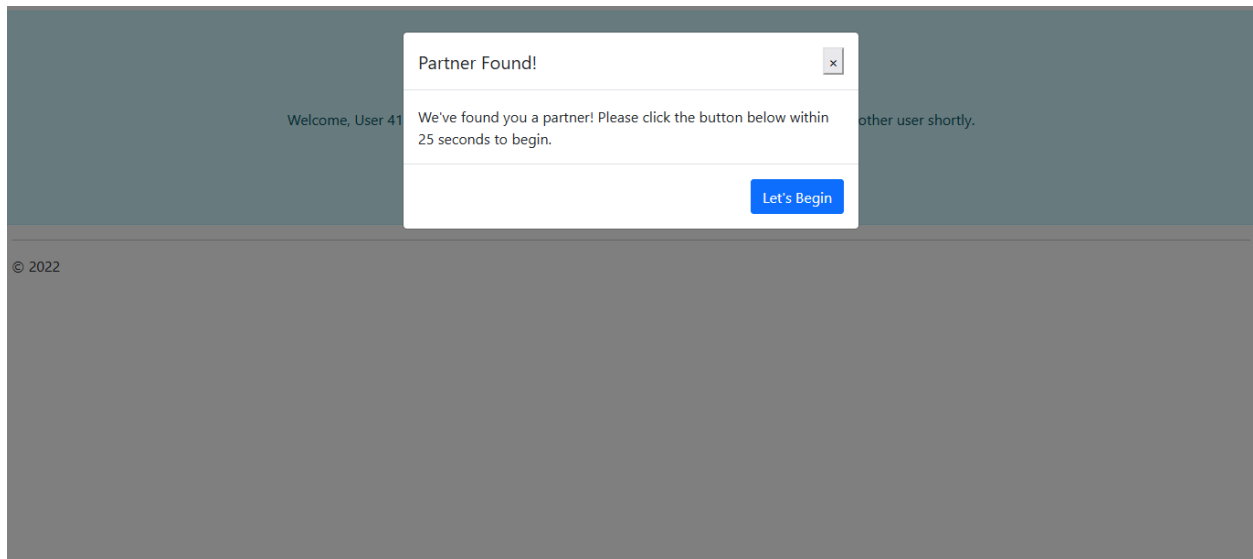 Partner Found!
×
We've found you a partner! Please click the button below within
25 seconds to begin.
Welcome, User 41
other user shortly.
Let's Begin
© 2022